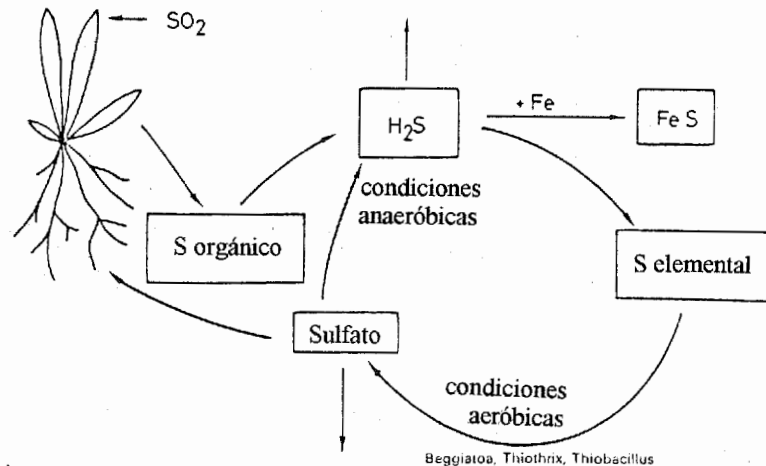 SO2
H2S
+ Fe
Fe S
condiciones
anaeróbicas
S orgánico
S elemental
Sulfato
condiciones
aeróbicas
Beggiatoa, Thiothrix, Thiobacillus